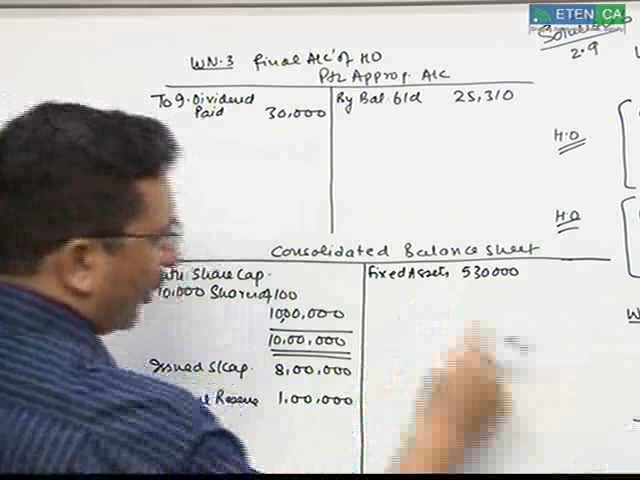 ETEN CA
Solution
2.9
WN.3 Final A/c's of HO
P&L Approp. A/c
To I. Dividend Paid 30,000
By Bal. b/d 25,310
H.O
H.O
Consolidated Balance Sheet
Share Cap.
10,000 Shares of 100
10,00,000
10,00,000
Issued S/Cap. 8,00,000
Reserve 1,00,000
Fixed Assets 530000